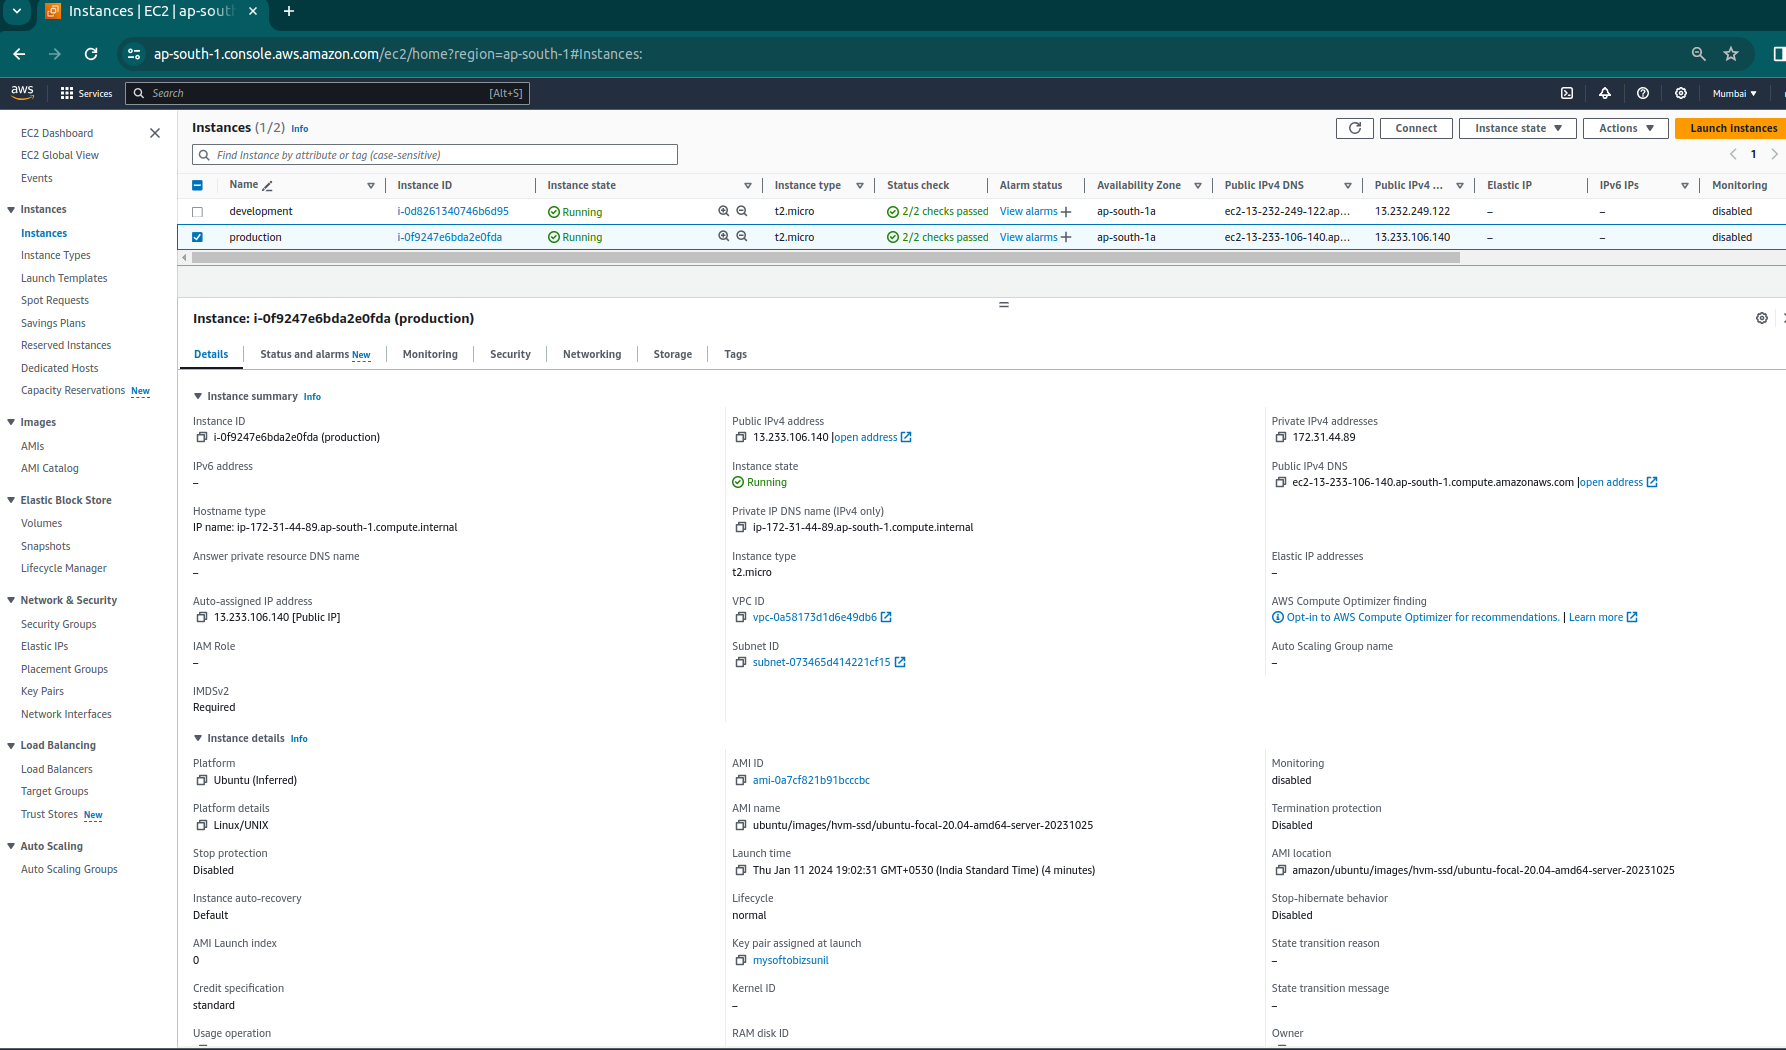 Instances | EC2 | ap-sout
ap-south-1.console.aws.amazon.com/ec2/home?region=ap-south-1#Instances:
aws Services Search [Alt+S] Mumbai
EC2 Dashboard
EC2 Global View
Events
Instances
Instances
Instance Types
Launch Templates
Spot Requests
Savings Plans
Reserved Instances
Dedicated Hosts
Capacity Reservations New
Images
AMIs
AMI Catalog
Elastic Block Store
Volumes
Snapshots
Lifecycle Manager
Network & Security
Security Groups
Elastic IPs
Placement Groups
Key Pairs
Network Interfaces
Load Balancing
Load Balancers
Target Groups
Trust Stores New
Auto Scaling
Auto Scaling Groups
Instances (1/2) Info
Connect Instance state Actions Launch Instances
Find Instance by attribute or tag (case-sensitive)
1
Name Instance ID Instance state Instance type Status check Alarm status Availability Zone Public IPv4 DNS Public IPv4 ... Elastic IP IPv6 IPs Monitoring
development i-0d8261340746b6d95 Running t2.micro 2/2 checks passed View alarms ap-south-1a ec2-13-232-249-122.ap... 13.232.249.122 – – disabled
production i-0f9247e6bda2e0fda Running t2.micro 2/2 checks passed View alarms ap-south-1a ec2-13-233-106-140.ap... 13.233.106.140 – – disabled
Instance: i-0f9247e6bda2e0fda (production)
Details Status and alarms New Monitoring Security Networking Storage Tags
Instance summary Info
Instance ID Public IPv4 address Private IPv4 addresses
i-0f9247e6bda2e0fda (production) 13.233.106.140 |open address 172.31.44.89
IPv6 address Instance state Public IPv4 DNS
– Running ec2-13-233-106-140.ap-south-1.compute.amazonaws.com |open address
Hostname type Private IP DNS name (IPv4 only)
IP name: ip-172-31-44-89.ap-south-1.compute.internal ip-172-31-44-89.ap-south-1.compute.internal
Answer private resource DNS name Instance type Elastic IP addresses
– t2.micro –
Auto-assigned IP address VPC ID AWS Compute Optimizer finding
13.233.106.140 [Public IP] vpc-0a58173d1d6e49db6 Opt-in to AWS Compute Optimizer for recommendations. | Learn more
IAM Role Subnet ID Auto Scaling Group name
– subnet-073465d414221cf15 –
IMDSv2
Required
Instance details Info
Platform AMI ID Monitoring
Ubuntu (Inferred) ami-0a7cf821b91bcccbc disabled
Platform details AMI name Termination protection
Linux/UNIX ubuntu/images/hvm-ssd/ubuntu-focal-20.04-amd64-server-20231025 Disabled
Stop protection Launch time AMI location
Disabled Thu Jan 11 2024 19:02:31 GMT+0530 (India Standard Time) (4 minutes) amazon/ubuntu/images/hvm-ssd/ubuntu-focal-20.04-amd64-server-20231025
Instance auto-recovery Lifecycle Stop-hibernate behavior
Default normal Disabled
AMI Launch index Key pair assigned at launch State transition reason
0 mysoftobizsunil –
Credit specification Kernel ID State transition message
standard – –
Usage operation RAM disk ID Owner